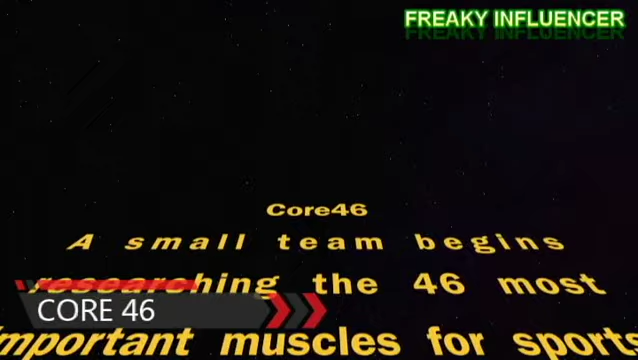 FREAKY INFLUENCER
Core46
A small team begins
researching the 46 most
CORE 46
important muscles for sports